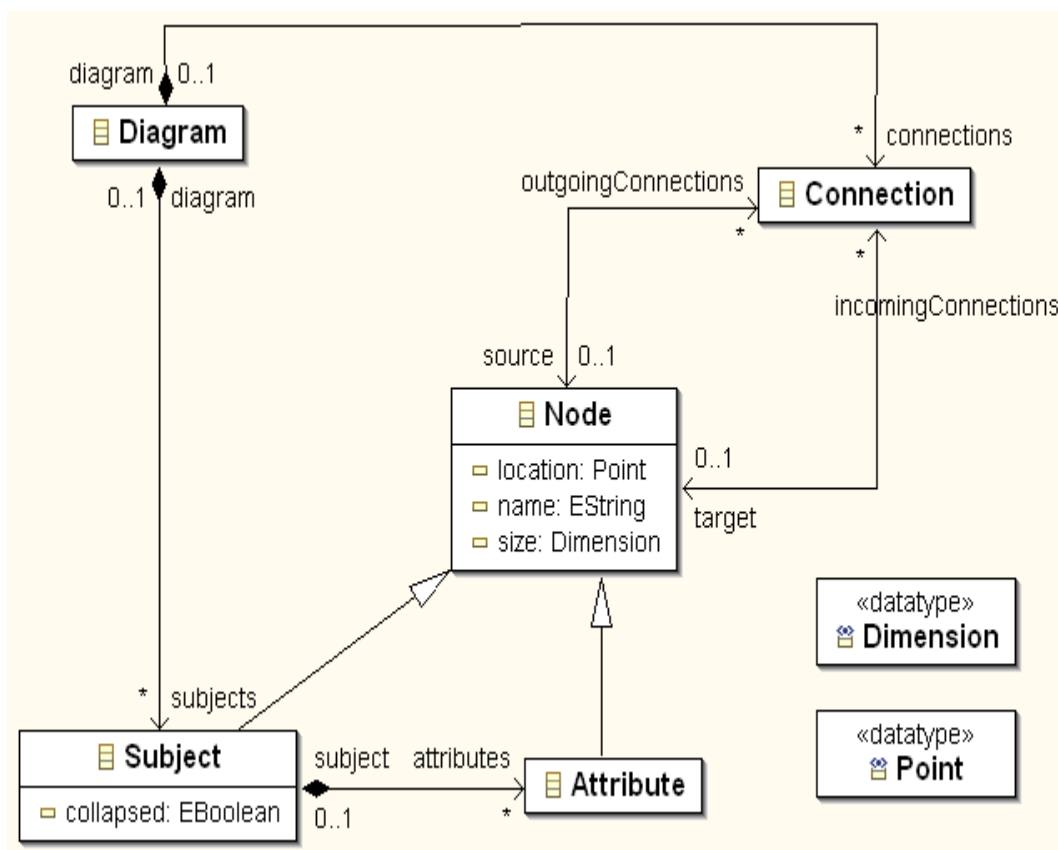 diagram 0..1
Diagram
* connections
0..1 diagram
outgoingConnections
Connection
*
*
incomingConnections
source 0..1
Node
location: Point
name: EString
size: Dimension
0..1
target
«datatype»
Dimension
* subjects
«datatype»
Point
Subject
collapsed: EBoolean
subject attributes
0..1 *
Attribute